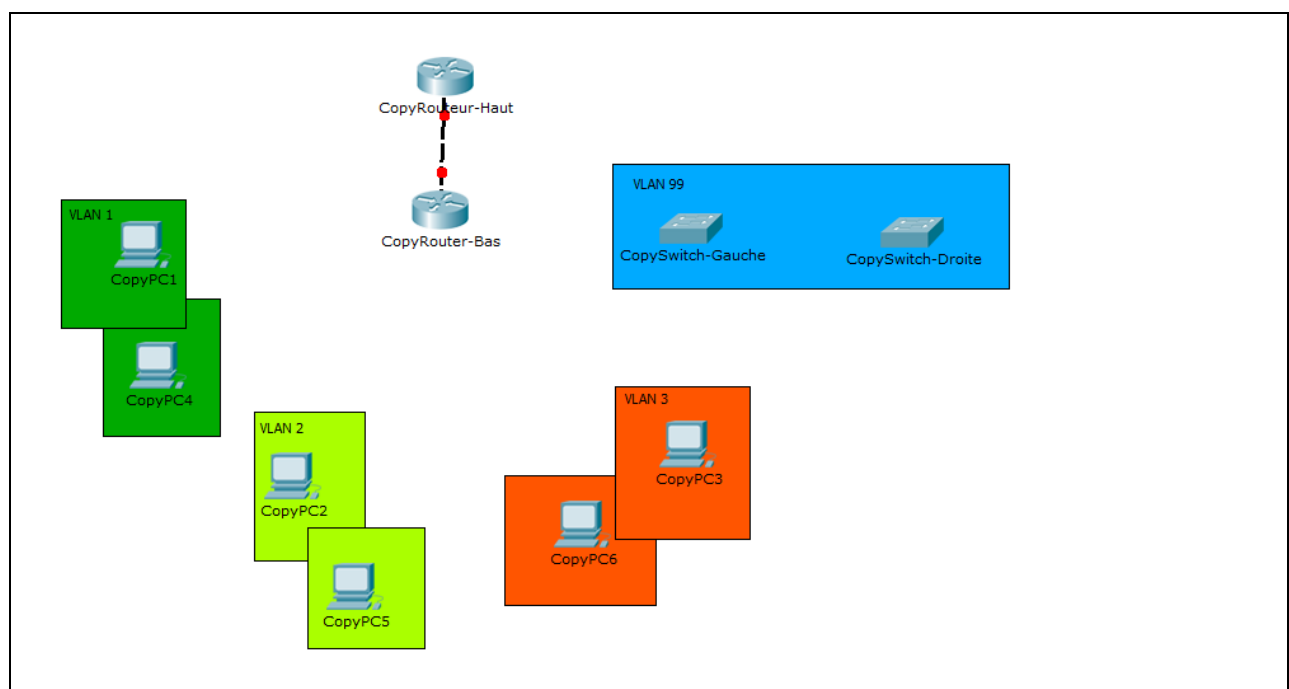 CopyRouteur-Haut
CopyRouter-Bas
VLAN 99
CopySwitch-Gauche
CopySwitch-Droite
VLAN 1
CopyPC1
CopyPC4
VLAN 2
CopyPC2
CopyPC5
VLAN 3
CopyPC3
CopyPC6